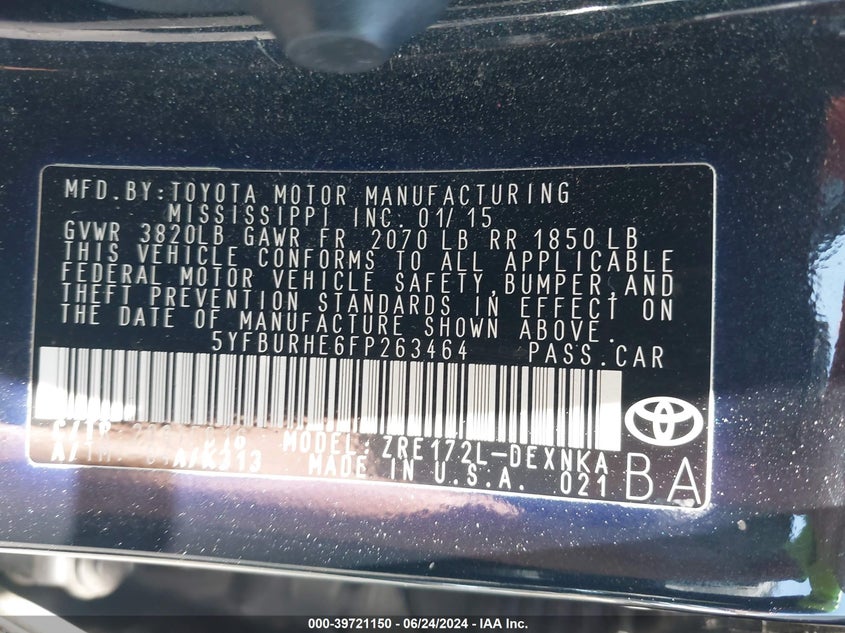 MFD.BY:TOYOTA MOTOR MANUFACTURING
MISSISSIPPI INC. 01/15
GVWR 3820LB GAWR FR 2070 LB RR 1850 LB
THIS VEHICLE CONFORMS TO ALL APPLICABLE
FEDERAL MOTOR VEHICLE SAFETY,BUMPER,AND
THEFT PREVENTION STANDARDS IN EFFECT ON
THE DATE OF MANUFACTURE SHOWN ABOVE.
5YFBURHE6FP263464 PASS.CAR
C/TR
MODEL: ZRE172L-DEXNKA
MADE IN U.S.A. 021
BA
000-39721150 / 06/24/2024 / IAA Inc.